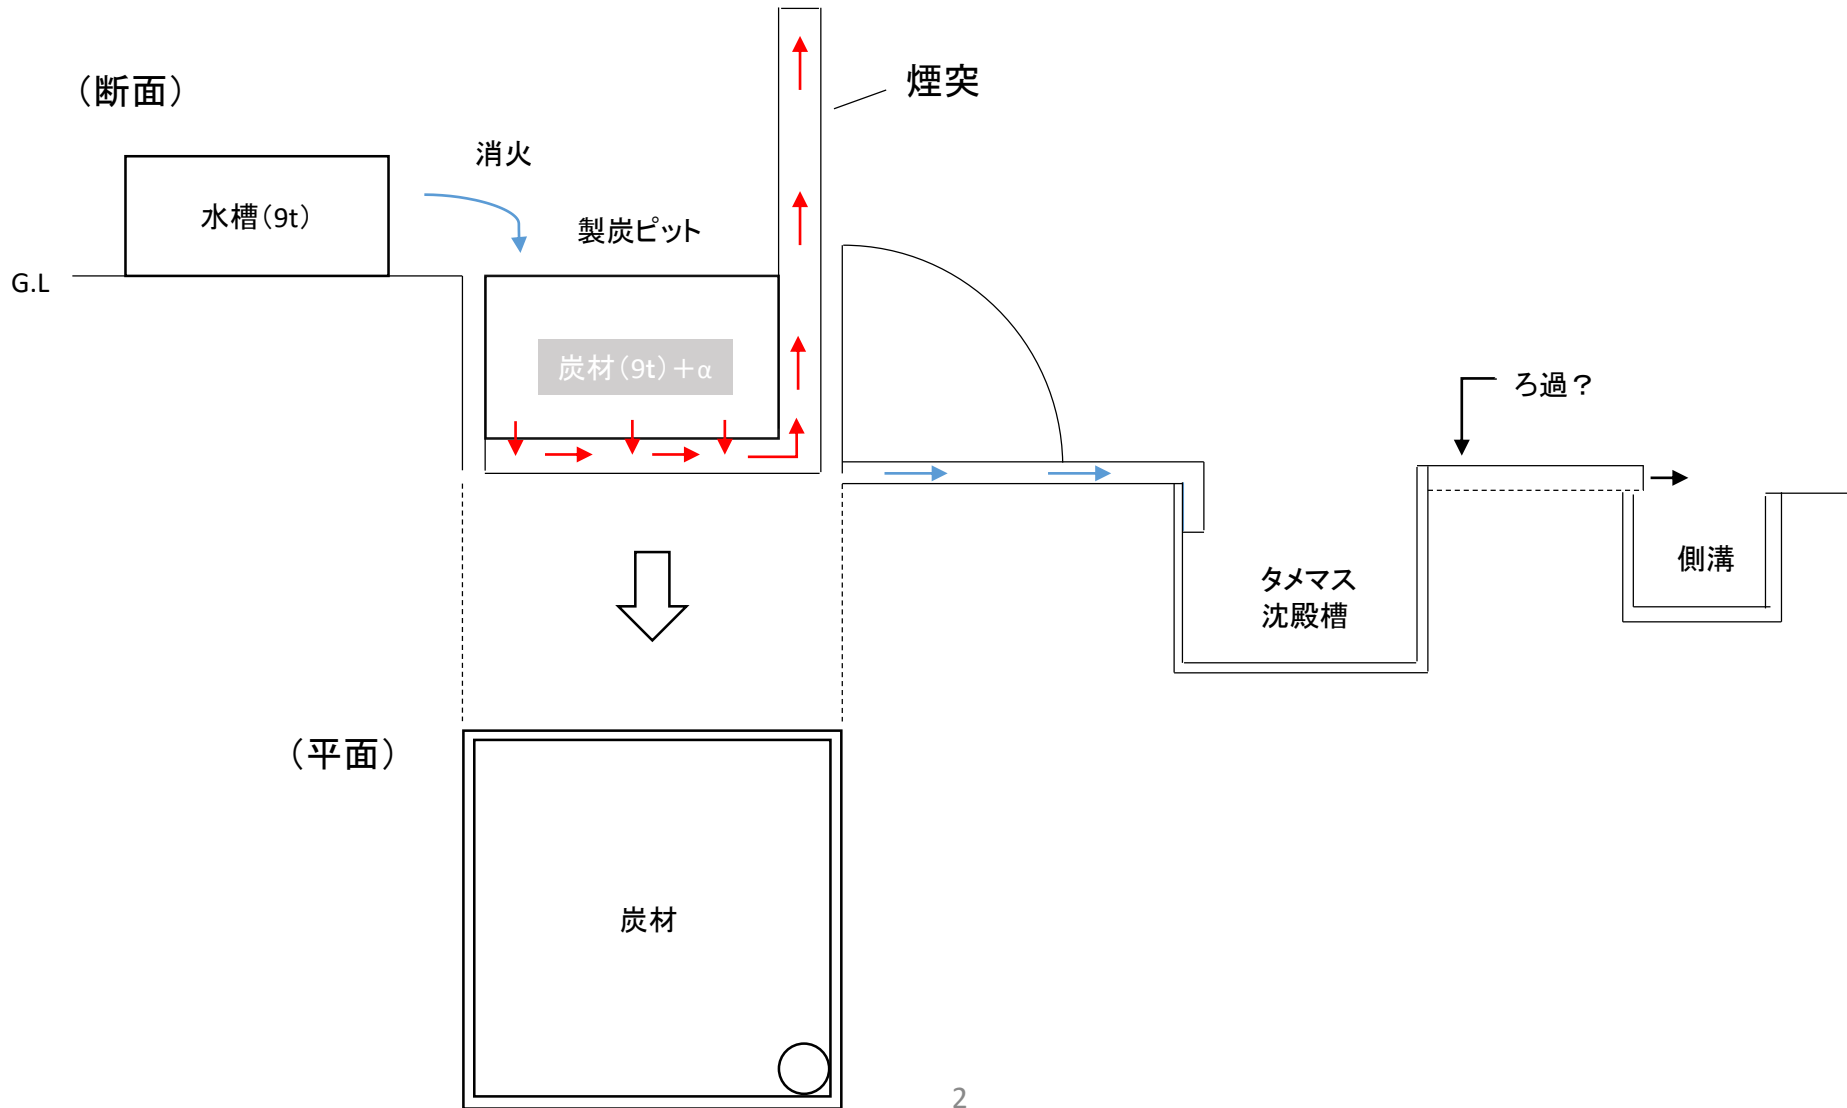 （断面）
煙突
消火
水槽（9t）
製炭ピット
G.L
炭材（9t）＋α
ろ過？
側溝
タメマス
沈殿槽
（平面）
炭材
2